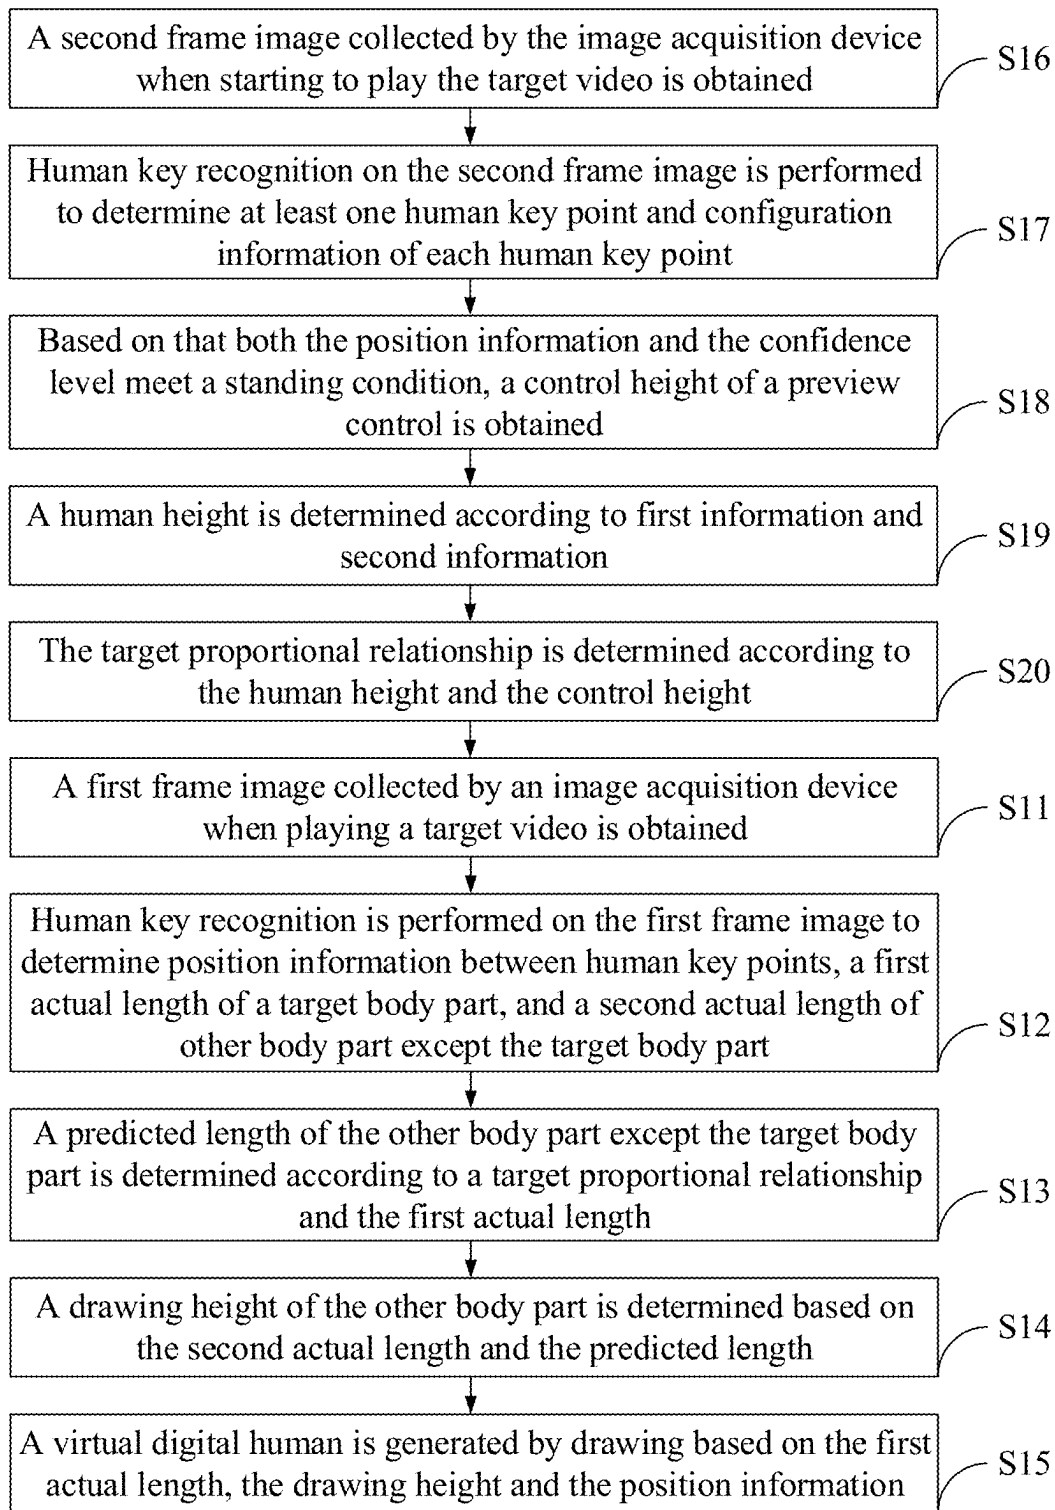 A second frame image collected by the image acquisition device
when starting to play the target video is obtained
S16
Human key recognition on the second frame image is performed
to determine at least one human key point and configuration
information of each human key point
S17
Based on that both the position information and the confidence
level meet a standing condition, a control height of a preview
control is obtained
S18
A human height is determined according to first information and
second information
S19
The target proportional relationship is determined according to
the human height and the control height
S20
A first frame image collected by an image acquisition device
when playing a target video is obtained
S11
Human key recognition is performed on the first frame image to
determine position information between human key points, a first
actual length of a target body part, and a second actual length of
other body part except the target body part
S12
A predicted length of the other body part except the target body
part is determined according to a target proportional relationship
and the first actual length
S13
A drawing height of the other body part is determined based on
the second actual length and the predicted length
S14
A virtual digital human is generated by drawing based on the first
actual length, the drawing height and the position information
S15